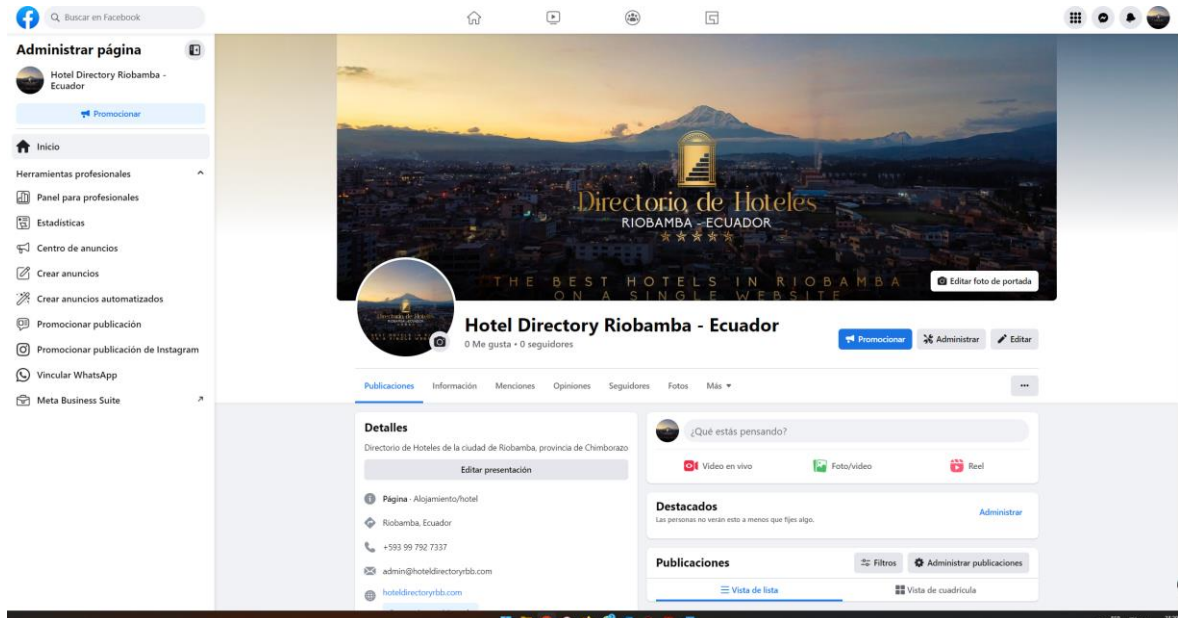 Buscar en Facebook
Administrar página
Hotel Directory Riobamba -
Ecuador
Promocionar
Inicio
Herramientas profesionales
Panel para profesionales
Estadísticas
Centro de anuncios
Crear anuncios
Crear anuncios automatizados
Promocionar publicación
Promocionar publicación de Instagram
Vincular WhatsApp
Meta Business Suite
Directorio de Hoteles
RIOBAMBA - ECUADOR
THE BEST HOTELS IN RIOBAMBA
ON A SINGLE WEBSITE
Editar foto de portada
Hotel Directory Riobamba - Ecuador
0 Me gusta • 0 seguidores
Promocionar
Administrar
Editar
Publicaciones
Información
Menciones
Opiniones
Seguidores
Fotos
Más
Detalles
Directorio de Hoteles de la ciudad de Riobamba, provincia de Chimborazo
Editar presentación
Página · Alojamiento/hotel
Riobamba, Ecuador
+593 99 792 7337
admin@hoteldirectoryrbb.com
hoteldirectoryrbb.com
¿Qué estás pensando?
Video en vivo
Foto/video
Reel
Destacados
Las personas no verán esto a menos que fijes algo.
Administrar
Publicaciones
Filtros
Administrar publicaciones
Vista de lista
Vista de cuadrícula